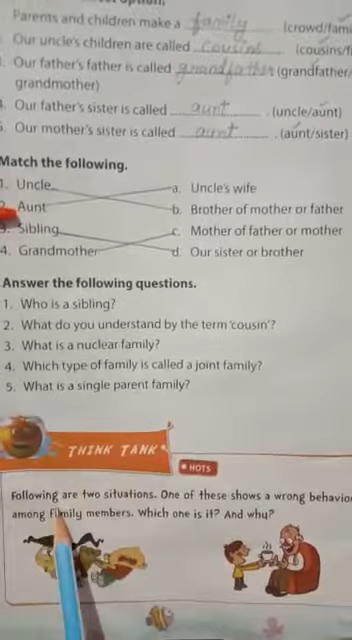 Parents and children make a family (crowd/fam
Our uncle's children are called cousins (cousins/f
Our father's father is called grandfather (grandfather/
grandmother)
Our father's sister is called aunt. (uncle/aunt)
Our mother's sister is called aunt. (aunt/sister)
Match the following.
1. Uncle a. Uncle's wife
Aunt b. Brother of mother or father
3. Sibling c. Mother of father or mother
4. Grandmother d. Our sister or brother
Answer the following questions.
1. Who is a sibling?
2. What do you understand by the term 'cousin'?
3. What is a nuclear family?
4. Which type of family is called a joint family?
5. What is a single parent family?
THINK TANK
HOTS
Following are two situations. One of these shows a wrong behavio
among family members. Which one is it? And why?